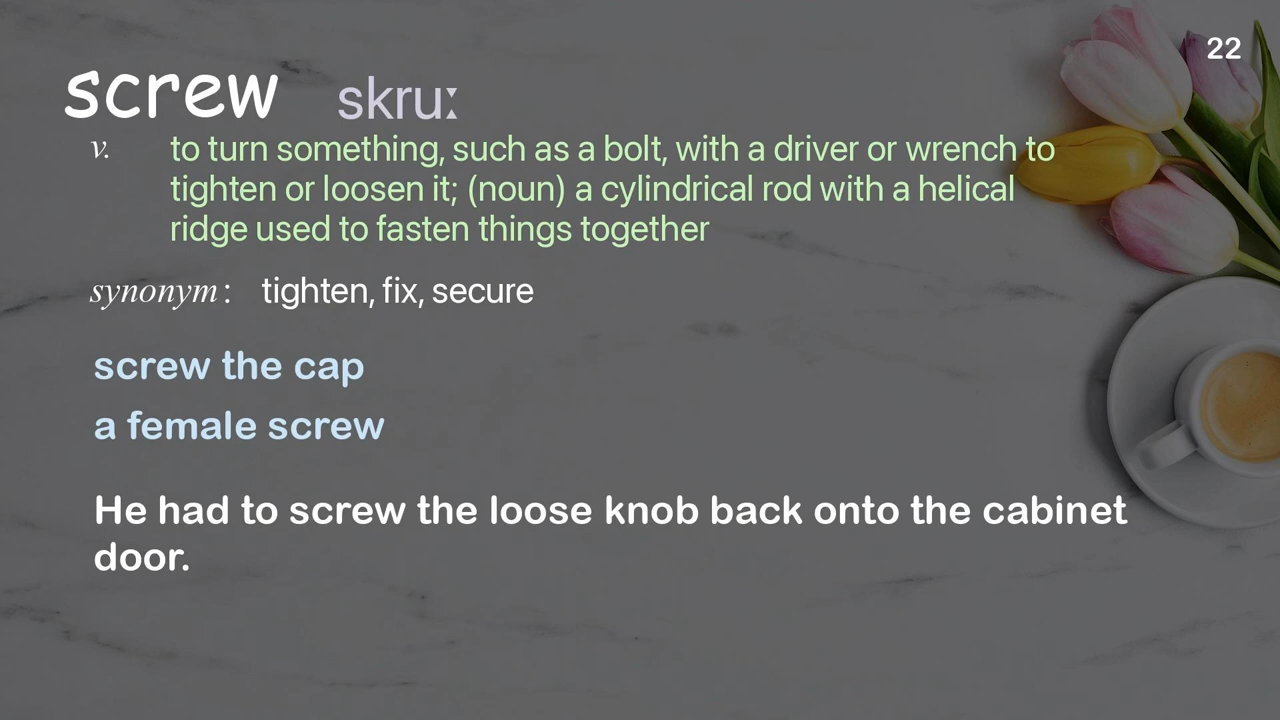 22
screw skruː
v. to turn something, such as a bolt, with a driver or wrench to
tighten or loosen it; (noun) a cylindrical rod with a helical
ridge used to fasten things together
synonym : tighten, fix, secure
screw the cap
a female screw
He had to screw the loose knob back onto the cabinet
door.